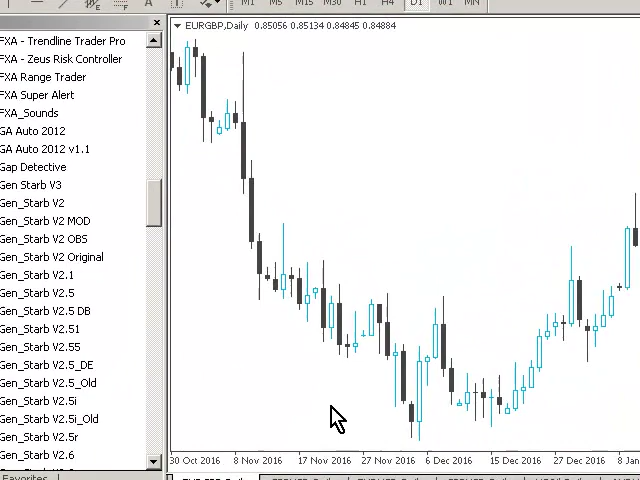 M1 M5 M15 M30 H1 H4 D1 W1 MN
EURGBP,Daily 0.85056 0.85134 0.84845 0.84884
FXA - Trendline Trader Pro
FXA - Zeus Risk Controller
FXA Range Trader
FXA Super Alert
FXA_Sounds
GA Auto 2012
GA Auto 2012 v1.1
Gap Detective
Gen Starb V3
Gen_Starb V2
Gen_Starb V2 MOD
Gen_Starb V2 OBS
Gen_Starb V2 Original
Gen_Starb V2.1
Gen_Starb V2.5
Gen_Starb V2.5 DB
Gen_Starb V2.51
Gen_Starb V2.55
Gen_Starb V2.5_DE
Gen_Starb V2.5_Old
Gen_Starb V2.5i
Gen_Starb V2.5i_Old
Gen_Starb V2.5r
Gen_Starb V2.6
30 Oct 2016 8 Nov 2016 17 Nov 2016 27 Nov 2016 6 Dec 2016 15 Dec 2016 27 Dec 2016 8 Jan
Favorites